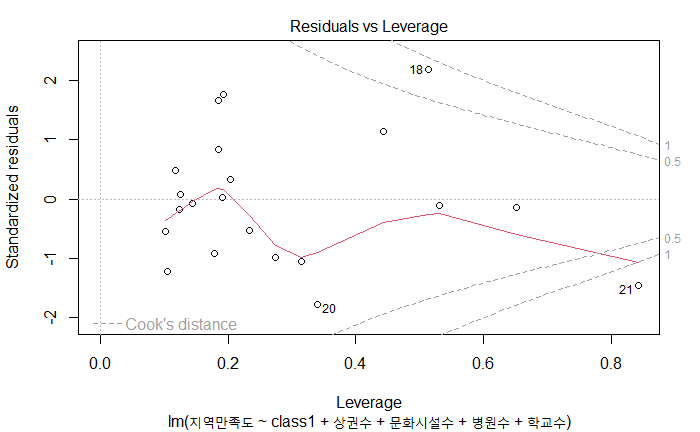 Residuals vs Leverage
Standardized residuals
2
1
0
-1
-2
18
20
21
1
0.5
0.5
1
Cook's distance
0.0 0.2 0.4 0.6 0.8
Leverage
lm(지역만족도 ~ class1 + 상권수 + 문화시설수 + 병원수 + 학교수)